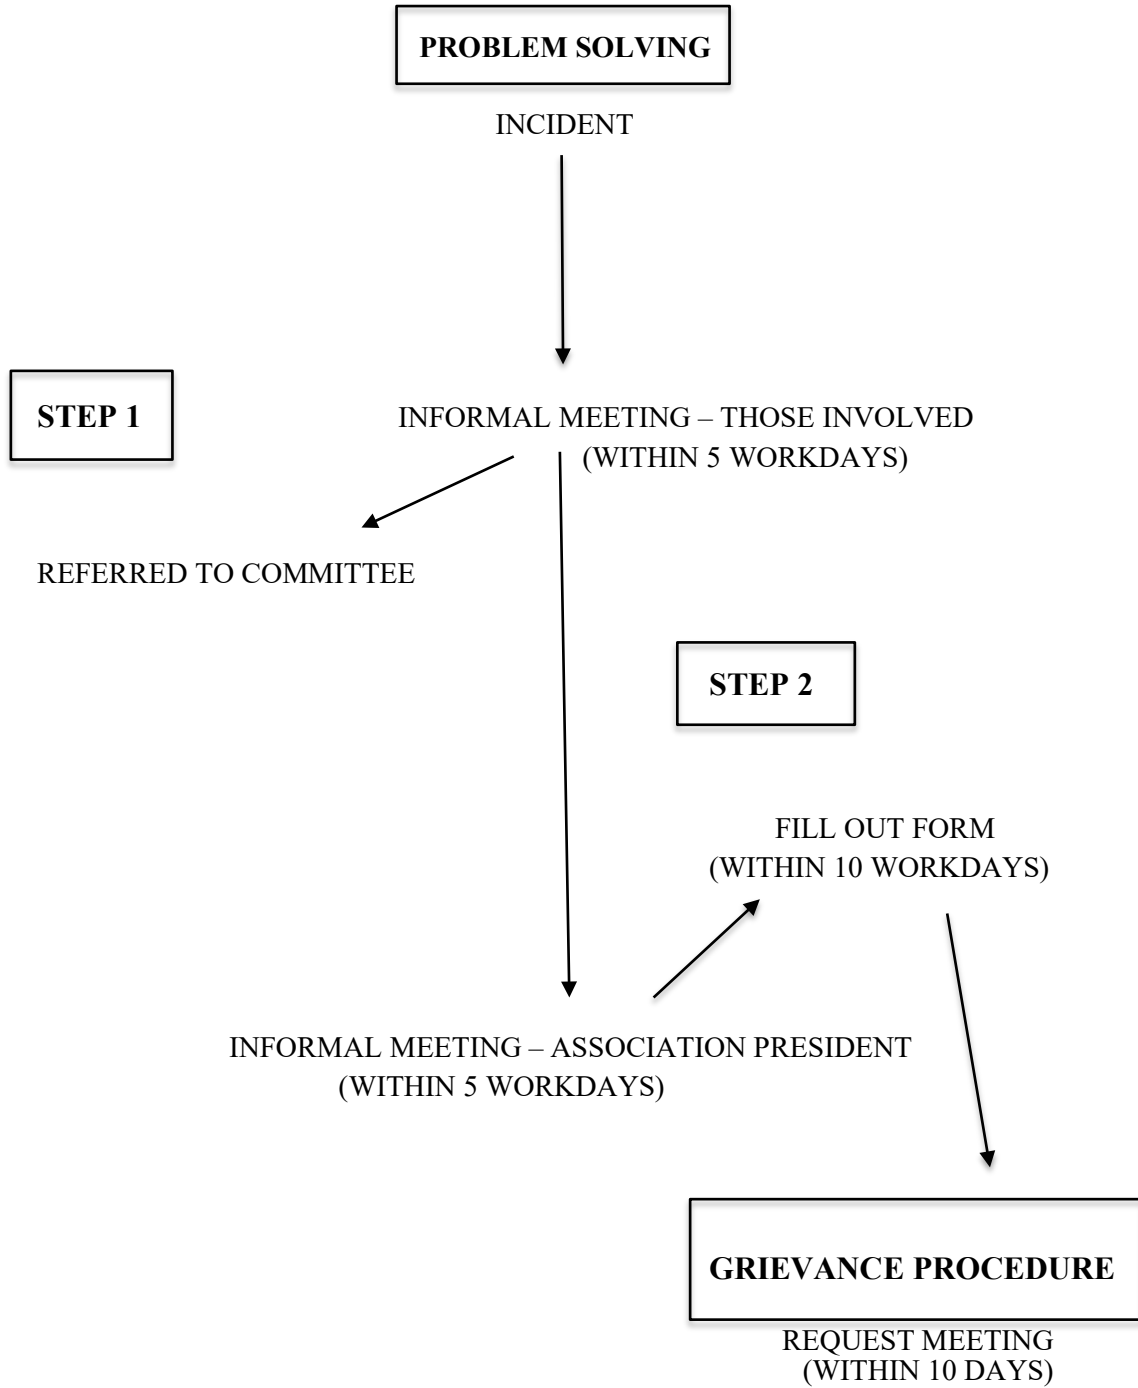 PROBLEM SOLVING
INCIDENT
STEP 1
INFORMAL MEETING – THOSE INVOLVED
(WITHIN 5 WORKDAYS)
REFERRED TO COMMITTEE
STEP 2
FILL OUT FORM
(WITHIN 10 WORKDAYS)
INFORMAL MEETING – ASSOCIATION PRESIDENT
(WITHIN 5 WORKDAYS)
GRIEVANCE PROCEDURE
REQUEST MEETING
(WITHIN 10 DAYS)